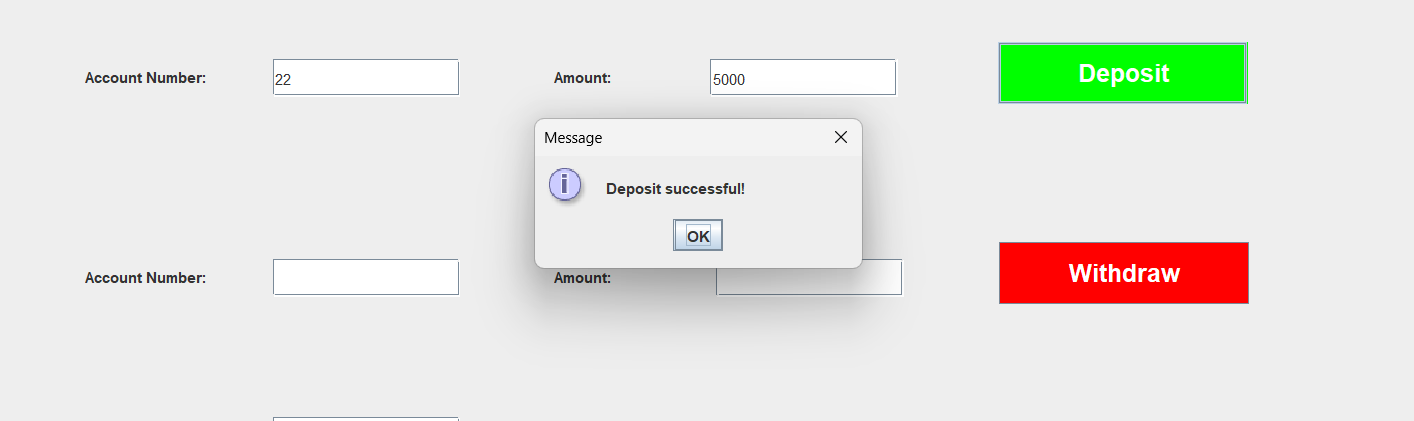 Account Number:
22
Amount:
5000
Deposit
Message
i
Deposit successful!
OK
Account Number:
Amount:
Withdraw